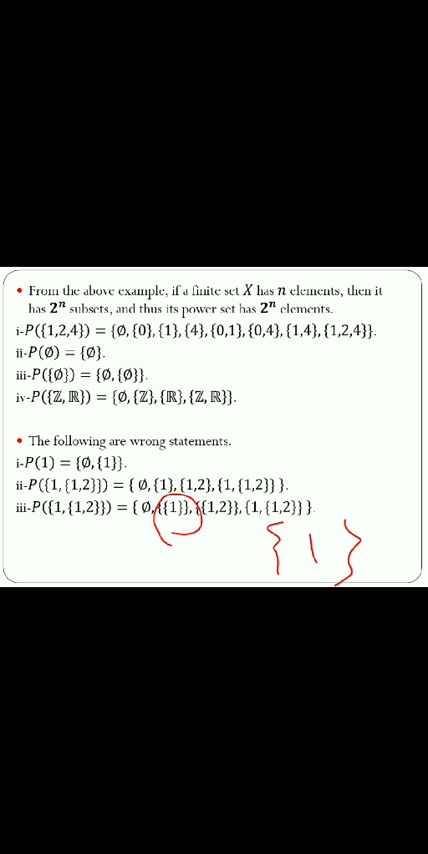 • From the above example, if a finite set X has n elements, then it
has 2ⁿ subsets, and thus its power set has 2ⁿ elements.
i-P({1,2,4}) = {∅, {0}, {1}, {4}, {0,1}, {0,4}, {1,4}, {1,2,4}}.
ii-P(∅) = {∅}.
iii-P({∅}) = {∅, {∅}}.
iv-P({ℤ, ℝ}) = {∅, {ℤ}, {ℝ}, {ℤ, ℝ}}.
• The following are wrong statements.
i-P(1) = {∅, {1}}.
ii-P({1, {1,2}}) = { ∅, {1}, {1,2}, {1, {1,2}} }.
iii-P({1, {1,2}}) = { ∅, {{1}}, {{1,2}}, {1, {1,2}} }.
{ 1 }